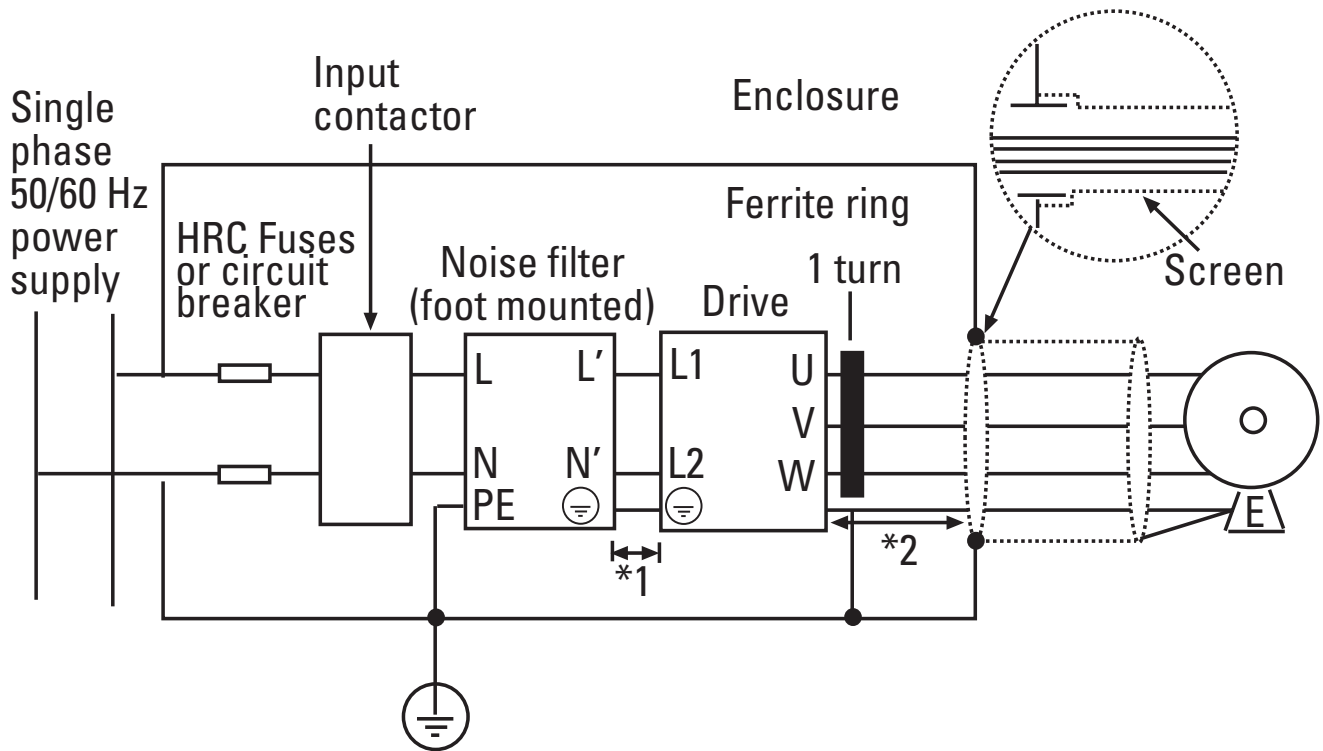 Single
phase
50/60 Hz
power
supply
Input
contactor
Enclosure
HRC Fuses
or circuit
breaker
Noise filter
(foot mounted)
Drive
Ferrite ring
1 turn
Screen
L
L'
L1
U
V
N
N'
L2
W
PE
E
*1
*2